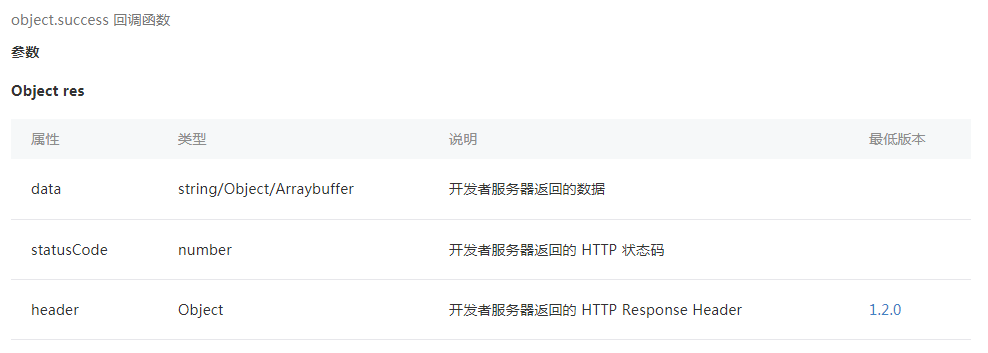 object.success 回调函数
参数
Object res
属性 类型 说明 最低版本
data string/Object/Arraybuffer 开发者服务器返回的数据
statusCode number 开发者服务器返回的 HTTP 状态码
header Object 开发者服务器返回的 HTTP Response Header 1.2.0